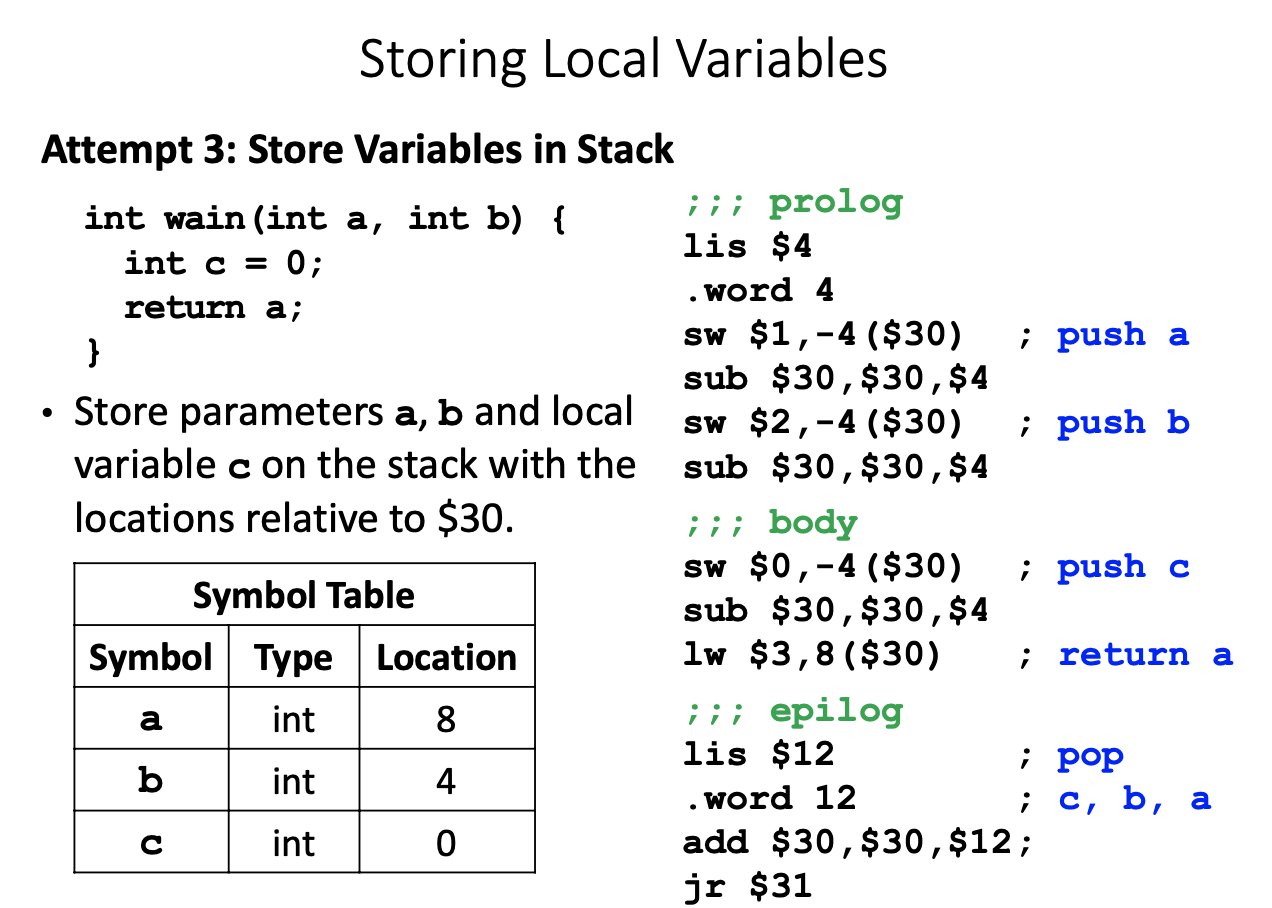 Storing Local Variables
Attempt 3: Store Variables in Stack
int wain(int a, int b) {
int c = 0;
return a;
}
• Store parameters a, b and local
variable c on the stack with the
locations relative to $30.
Symbol Table
Symbol Type Location
a int 8
b int 4
c int 0
;;; prolog
lis $4
.word 4
sw $1,-4($30) ; push a
sub $30,$30,$4
sw $2,-4($30) ; push b
sub $30,$30,$4
;;; body
sw $0,-4($30) ; push c
sub $30,$30,$4
lw $3,8($30) ; return a
;;; epilog
lis $12 ; pop
.word 12 ; c, b, a
add $30,$30,$12;
jr $31